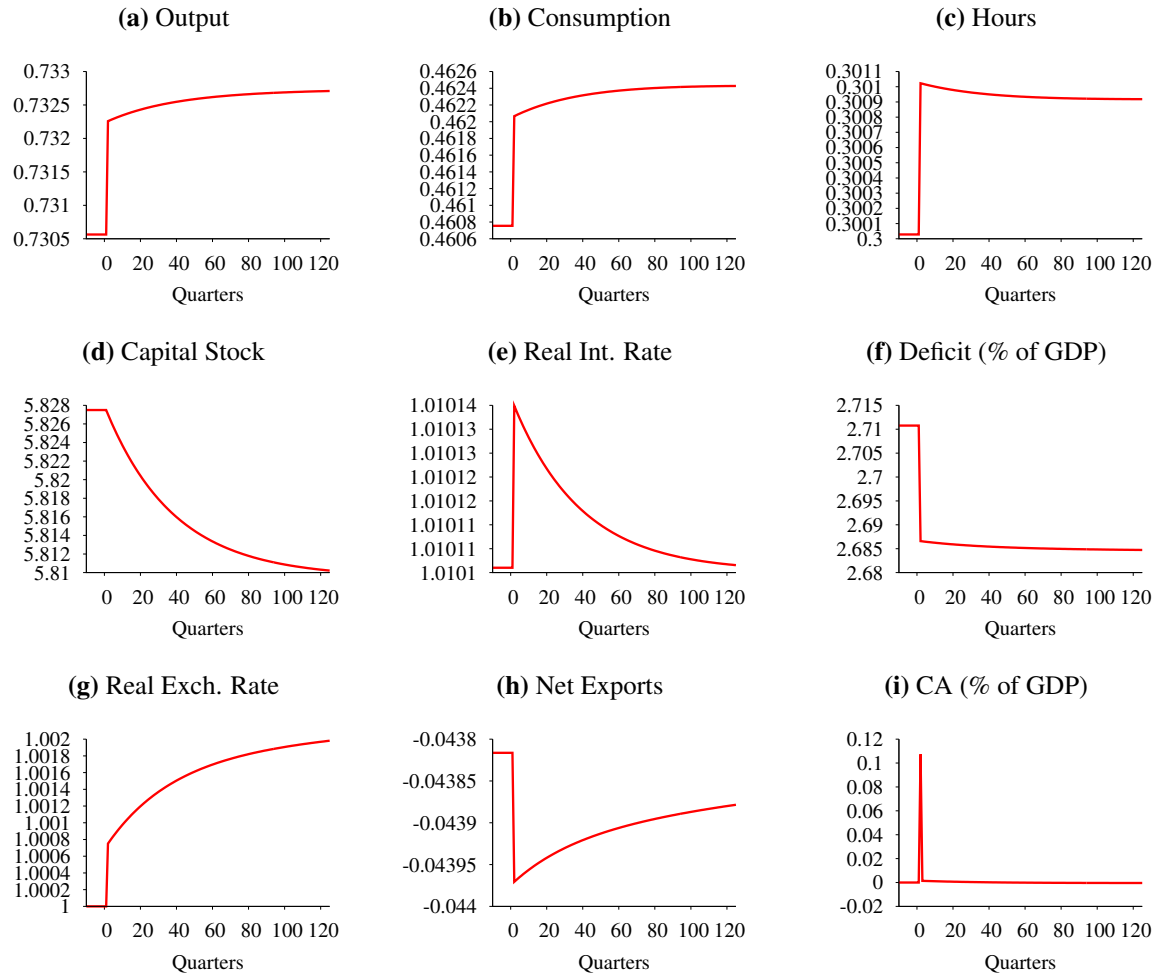 (a) Output
0.733
0.7325
0.732
0.7315
0.731
0.7305
0 20 40 60 80 100 120
Quarters
(b) Consumption
0.4626
0.4624
0.4622
0.462
0.4618
0.4616
0.4614
0.4612
0.461
0.4608
0.4606
0 20 40 60 80 100 120
Quarters
(c) Hours
0.3011
0.301
0.3009
0.3008
0.3007
0.3006
0.3005
0.3004
0.3003
0.3002
0.3001
0.3
0 20 40 60 80 100 120
Quarters
(d) Capital Stock
5.828
5.826
5.824
5.822
5.82
5.818
5.816
5.814
5.812
5.81
0 20 40 60 80 100 120
Quarters
(e) Real Int. Rate
1.01014
1.01013
1.01013
1.01012
1.01012
1.01011
1.01011
1.0101
0 20 40 60 80 100 120
Quarters
(f) Deficit (% of GDP)
2.715
2.71
2.705
2.7
2.695
2.69
2.685
2.68
0 20 40 60 80 100 120
Quarters
(g) Real Exch. Rate
1.002
1.0018
1.0016
1.0014
1.0012
1.001
1.0008
1.0006
1.0004
1.0002
1
0 20 40 60 80 100 120
Quarters
(h) Net Exports
-0.0438
-0.04385
-0.0439
-0.04395
-0.044
0 20 40 60 80 100 120
Quarters
(i) CA (% of GDP)
0.12
0.1
0.08
0.06
0.04
0.02
0
-0.02
0 20 40 60 80 100 120
Quarters